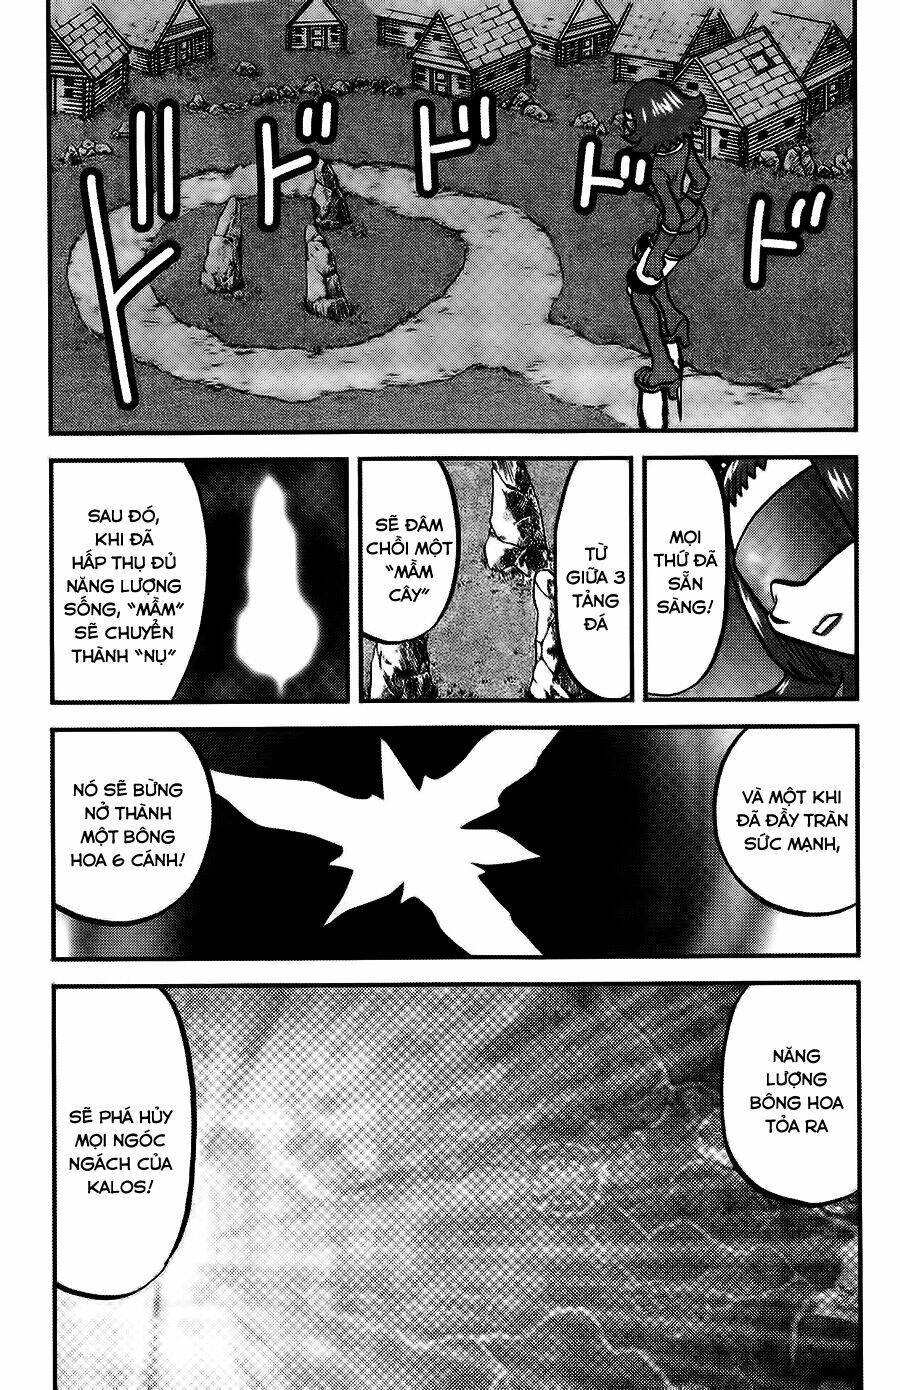 ド
ド
ド
ド
ド
MỌI
THỨ ĐÃ
SẴN
SÀNG!
TỪ
GIỮA 3
TẢNG
ĐÁ
SẼ ĐÂM
CHỒI MỘT
“MẦM
CÂY”
SAU ĐÓ,
KHI ĐÃ
HẤP THỤ ĐỦ
NĂNG LƯỢNG
SỐNG, “MẦM”
SẼ CHUYỂN
THÀNH “NỤ”
VÀ MỘT KHI
ĐÃ ĐẦY TRÀN
SỨC MẠNH,
NÓ SẼ BỪNG
NỞ THÀNH
MỘT BÔNG
HOA 6 CÁNH!
NĂNG
LƯỢNG
BÔNG HOA
TỎA RA
SẼ PHÁ HỦY
MỌI NGÓC
NGÁCH CỦA
KALOS!